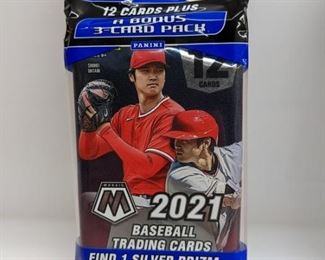 12 CARDS PLUS
A BONUS
3-CARD PACK
PANINI
SHOHEI
OHTANI
12
CARDS
MOSAIC
M
2021
BASEBALL
TRADING CARDS
FIND 1 SILVER PRIZM